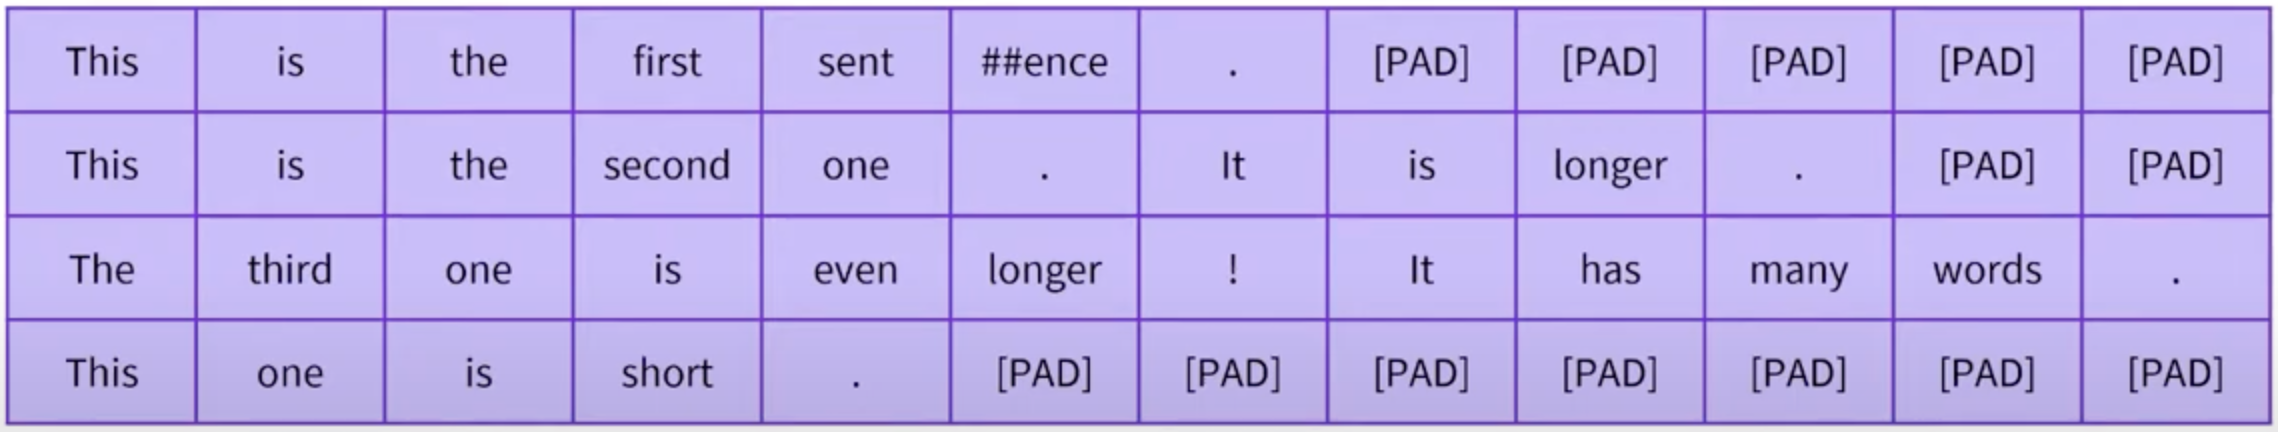 This is the first sent ##ence . [PAD] [PAD] [PAD] [PAD] [PAD]
This is the second one . It is longer . [PAD] [PAD]
The third one is even longer ! It has many words .
This one is short . [PAD] [PAD] [PAD] [PAD] [PAD] [PAD] [PAD]